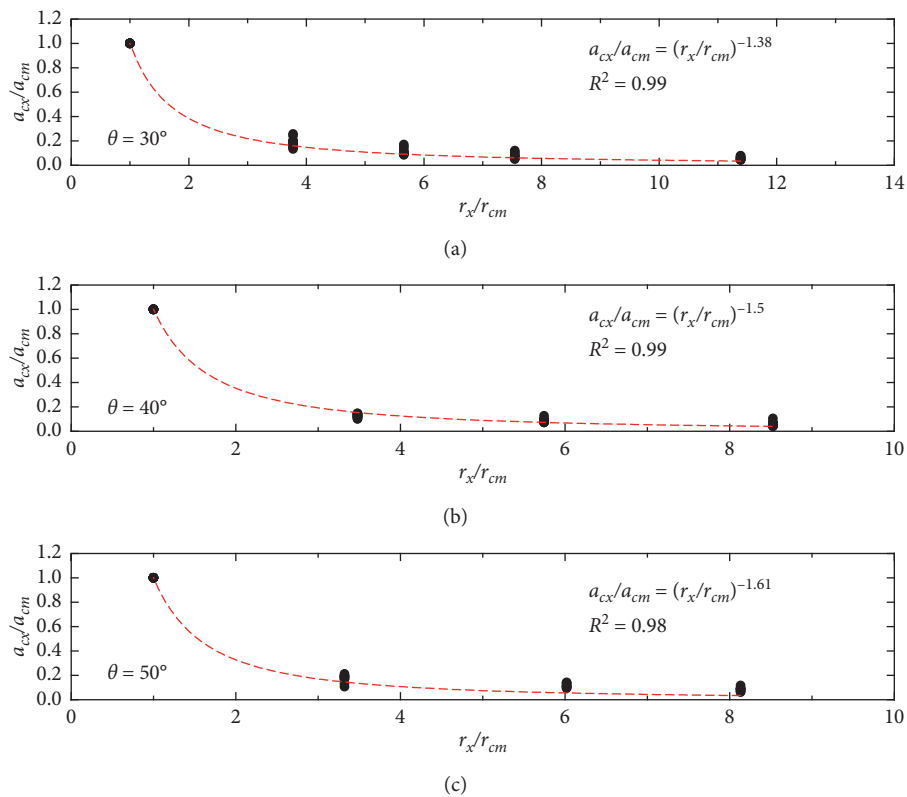 1.2
1.0
0.8
0.6
0.4
0.2
0.0
a_cx/a_cm
a_cx/a_cm = (r_x/r_cm)^–1.38
R² = 0.99
θ = 30°
0 2 4 6 8 10 12 14
r_x/r_cm
(a)
1.2
1.0
0.8
0.6
0.4
0.2
0.0
a_cx/a_cm
a_cx/a_cm = (r_x/r_cm)^–1.5
R² = 0.99
θ = 40°
0 2 4 6 8 10
r_x/r_cm
(b)
1.2
1.0
0.8
0.6
0.4
0.2
0.0
a_cx/a_cm
a_cx/a_cm = (r_x/r_cm)^–1.61
R² = 0.98
θ = 50°
0 2 4 6 8 10
r_x/r_cm
(c)